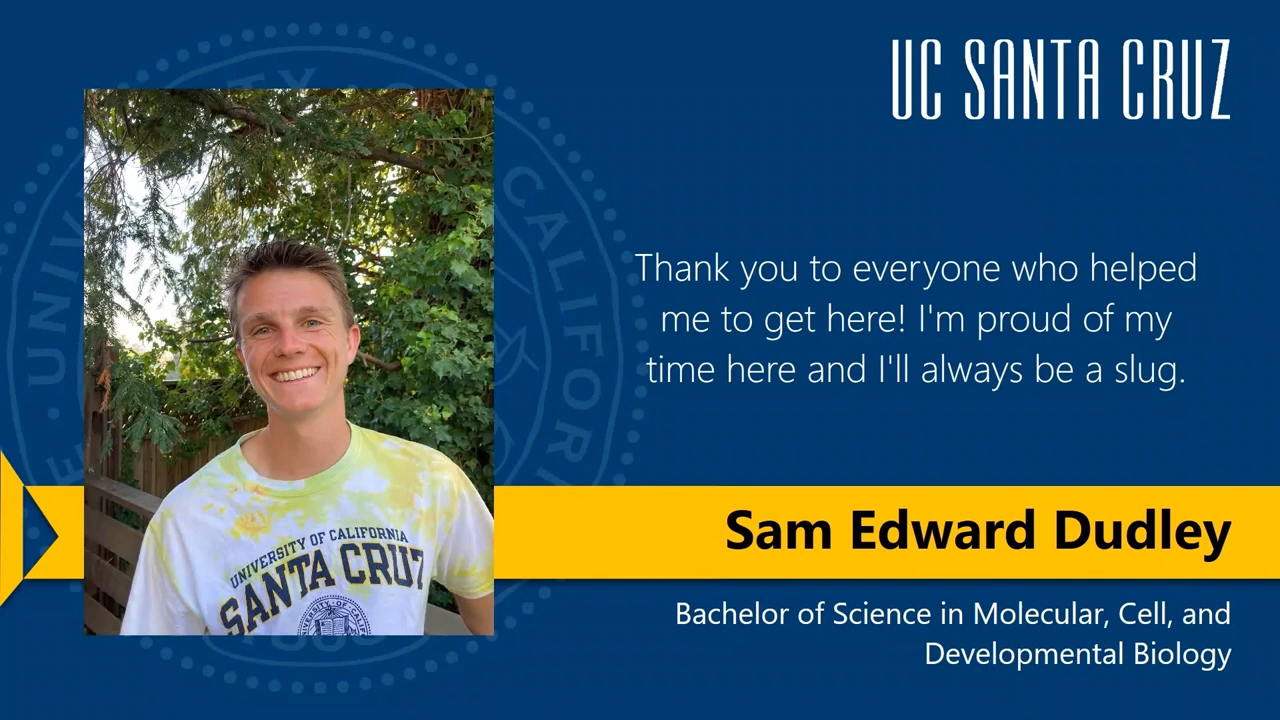 UC SANTA CRUZ
Thank you to everyone who helped
me to get here! I'm proud of my
time here and I'll always be a slug.
Sam Edward Dudley
Bachelor of Science in Molecular, Cell, and
Developmental Biology
UNIVERSITY OF CALIFORNIA
SANTA CRUZ